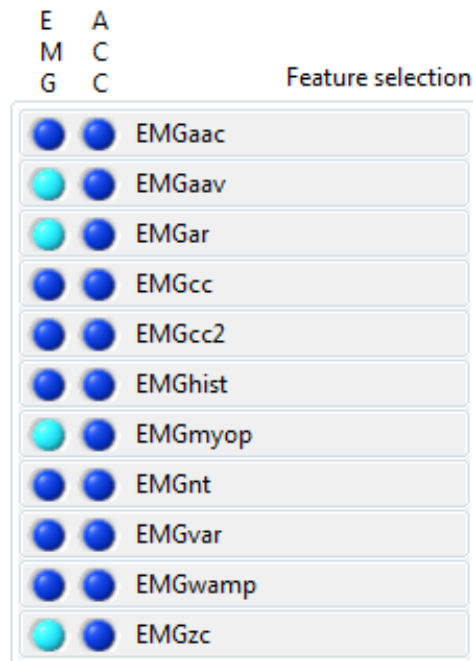 E A
M C
G C Feature selection
EMGaac
EMGaav
EMGar
EMGcc
EMGcc2
EMGhist
EMGmyop
EMGnt
EMGvar
EMGwamp
EMGzc